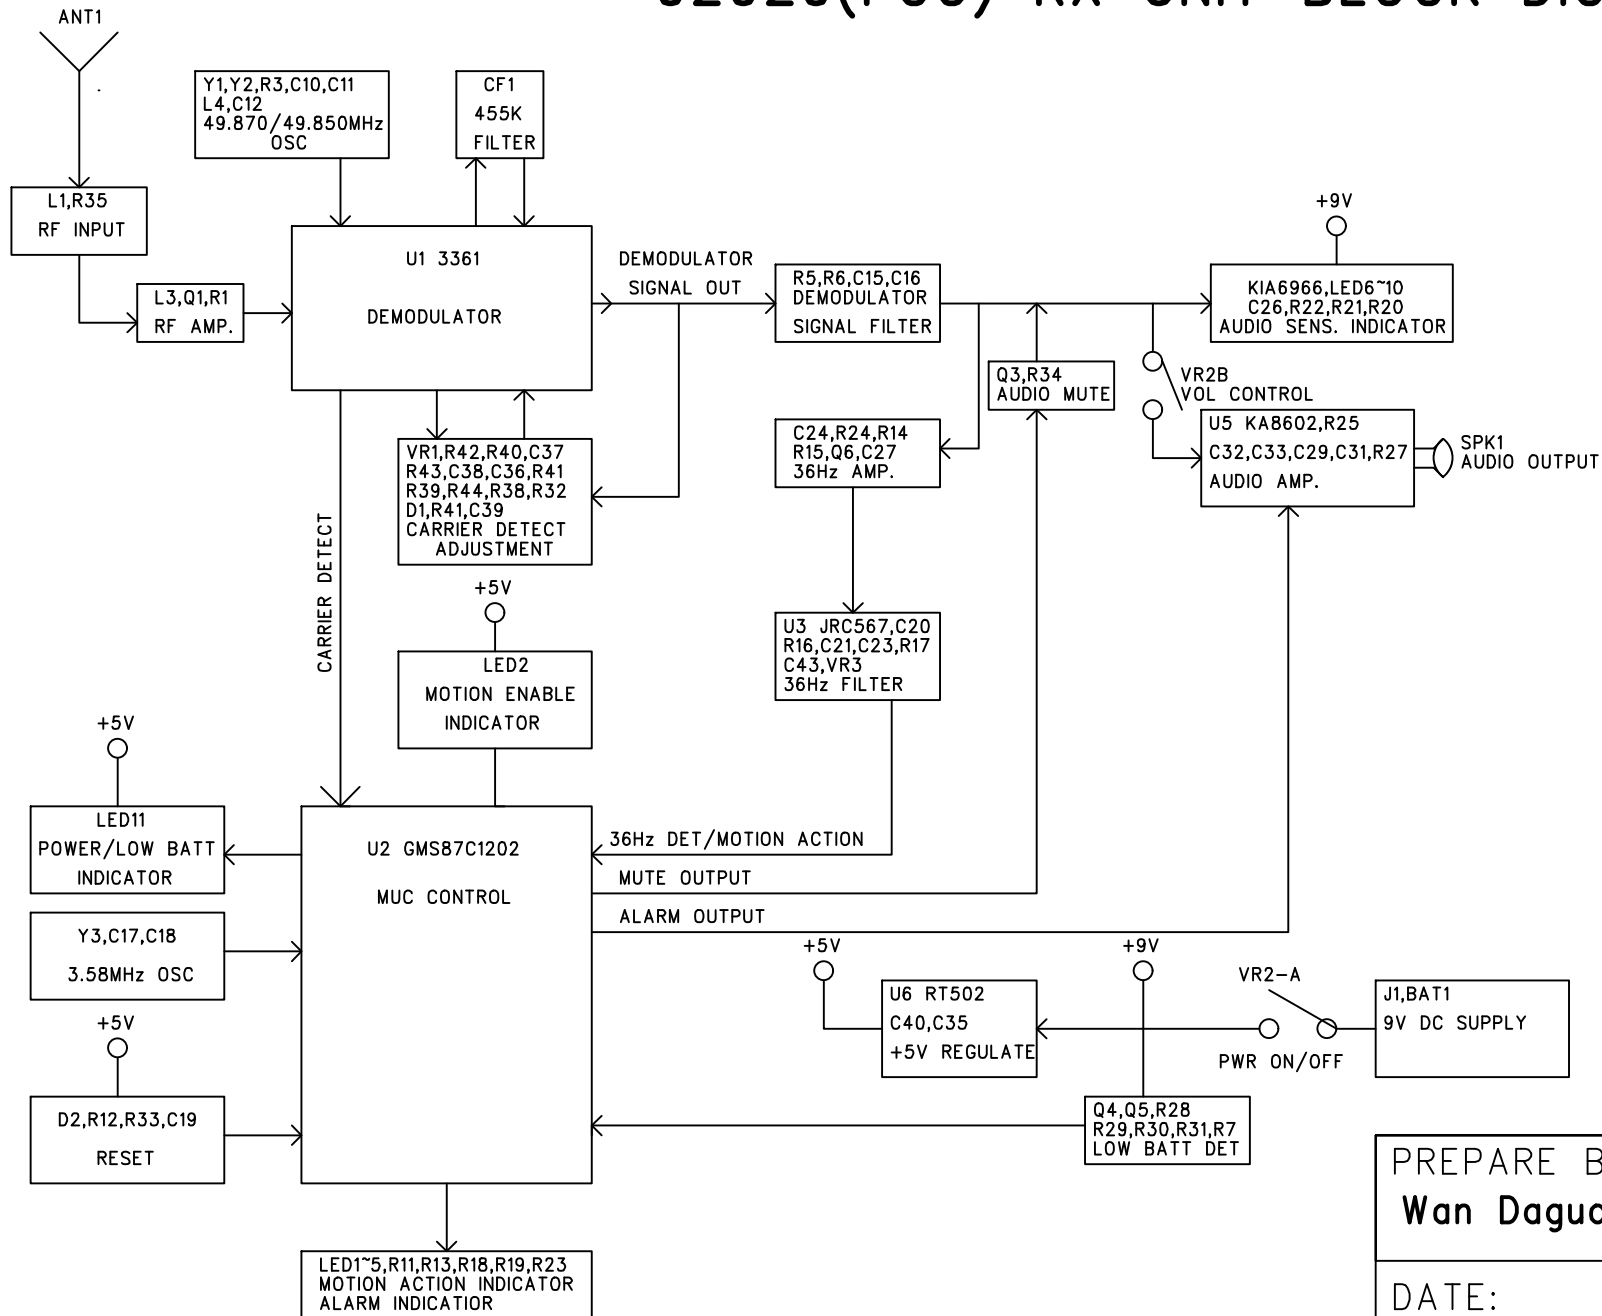 ANT1
Y1,Y2,R3,C10,C11
L4,C12
49.870/49.850MHz
OSC
CF1
455K
FILTER
L1,R35
RF INPUT
L3,Q1,R1
RF AMP.
U1 3361
DEMODULATOR
DEMODULATOR
SIGNAL OUT
R5,R6,C15,C16
DEMODULATOR
SIGNAL FILTER
+9V
KIA6966,LED6~10
C26,R22,R21,R20
AUDIO SENS. INDICATOR
Q3,R34
AUDIO MUTE
VR2B
VOL CONTROL
U5 KA8602,R25
C32,C33,C29,C31,R27
AUDIO AMP.
SPK1
AUDIO OUTPUT
VR1,R42,R40,C37
R43,C38,C36,R41
R39,R44,R38,R32
D1,R41,C39
CARRIER DETECT
ADJUSTMENT
C24,R24,R14
R15,Q6,C27
36Hz AMP.
CARRIER DETECT
+5V
LED2
MOTION ENABLE
INDICATOR
U3 JRC567,C20
R16,C21,C23,R17
C43,VR3
36Hz FILTER
+5V
LED11
POWER/LOW BATT
INDICATOR
U2 GMS87C1202
MUC CONTROL
36Hz DET/MOTION ACTION
MUTE OUTPUT
ALARM OUTPUT
Y3,C17,C18
3.58MHz OSC
+5V
D2,R12,R33,C19
RESET
+5V
U6 RT502
C40,C35
+5V REGULATE
+9V
VR2-A
PWR ON/OFF
J1,BAT1
9V DC SUPPLY
Q4,Q5,R28
R29,R30,R31,R7
LOW BATT DET
LED1~5,R11,R13,R18,R19,R23
MOTION ACTION INDICATOR
ALARM INDICATIOR
PREPARE B
Wan Dagua
DATE: